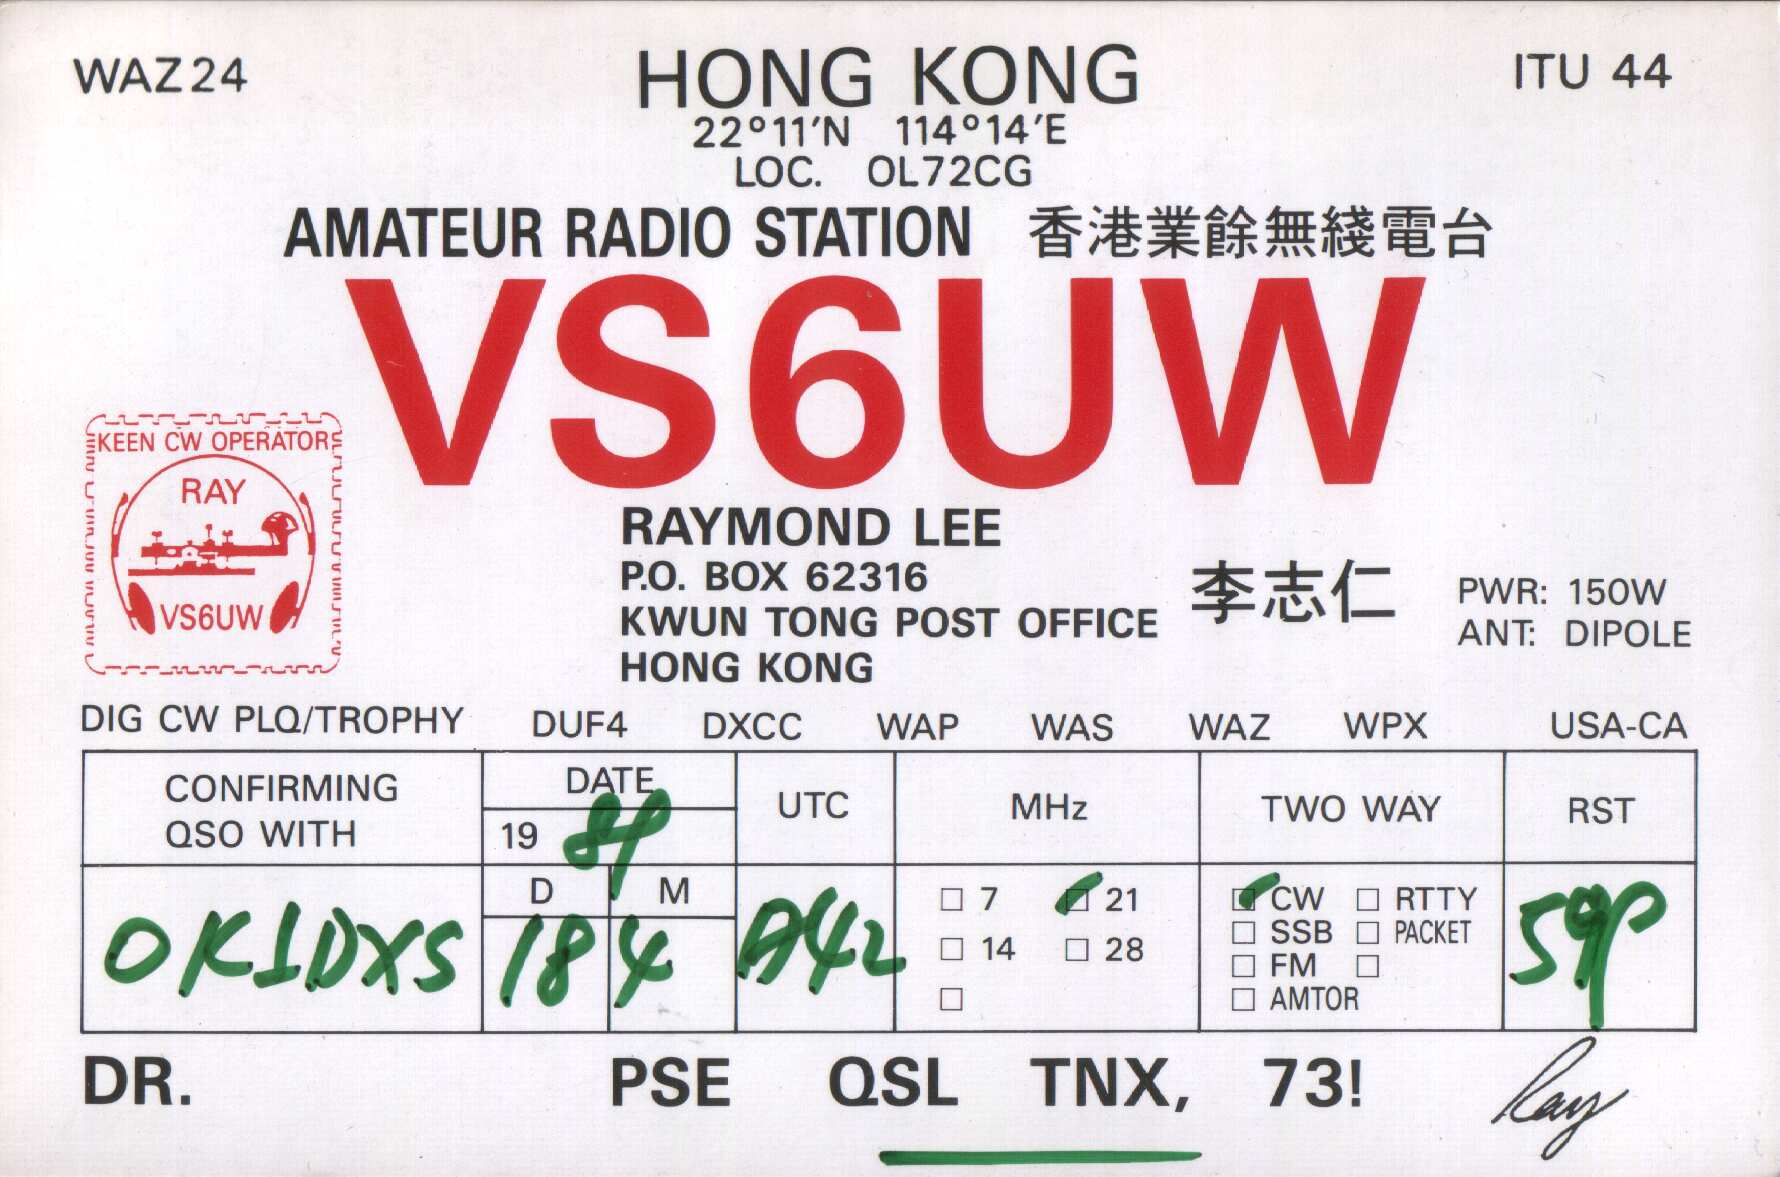 WAZ24
HONG KONG
ITU 44
22°11'N 114°14'E
LOC. OL72CG
AMATEUR RADIO STATION 香港業餘無綫電台
VS6UW
KEEN CW OPERATOR
RAY
VS6UW
RAYMOND LEE
P.O. BOX 62316
KWUN TONG POST OFFICE
HONG KONG
李志仁
PWR: 150W
ANT: DIPOLE
DIG CW PLQ/TROPHY DUF4 DXCC WAP WAS WAZ WPX USA-CA
CONFIRMING
QSO WITH
DATE
19 89
D M
UTC
MHz
TWO WAY
RST
OK1DXS
18 4
7 21
14 28
CW RTTY
SSB PACKET
FM
AMTOR
DR. PSE QSL TNX, 73!
Ray